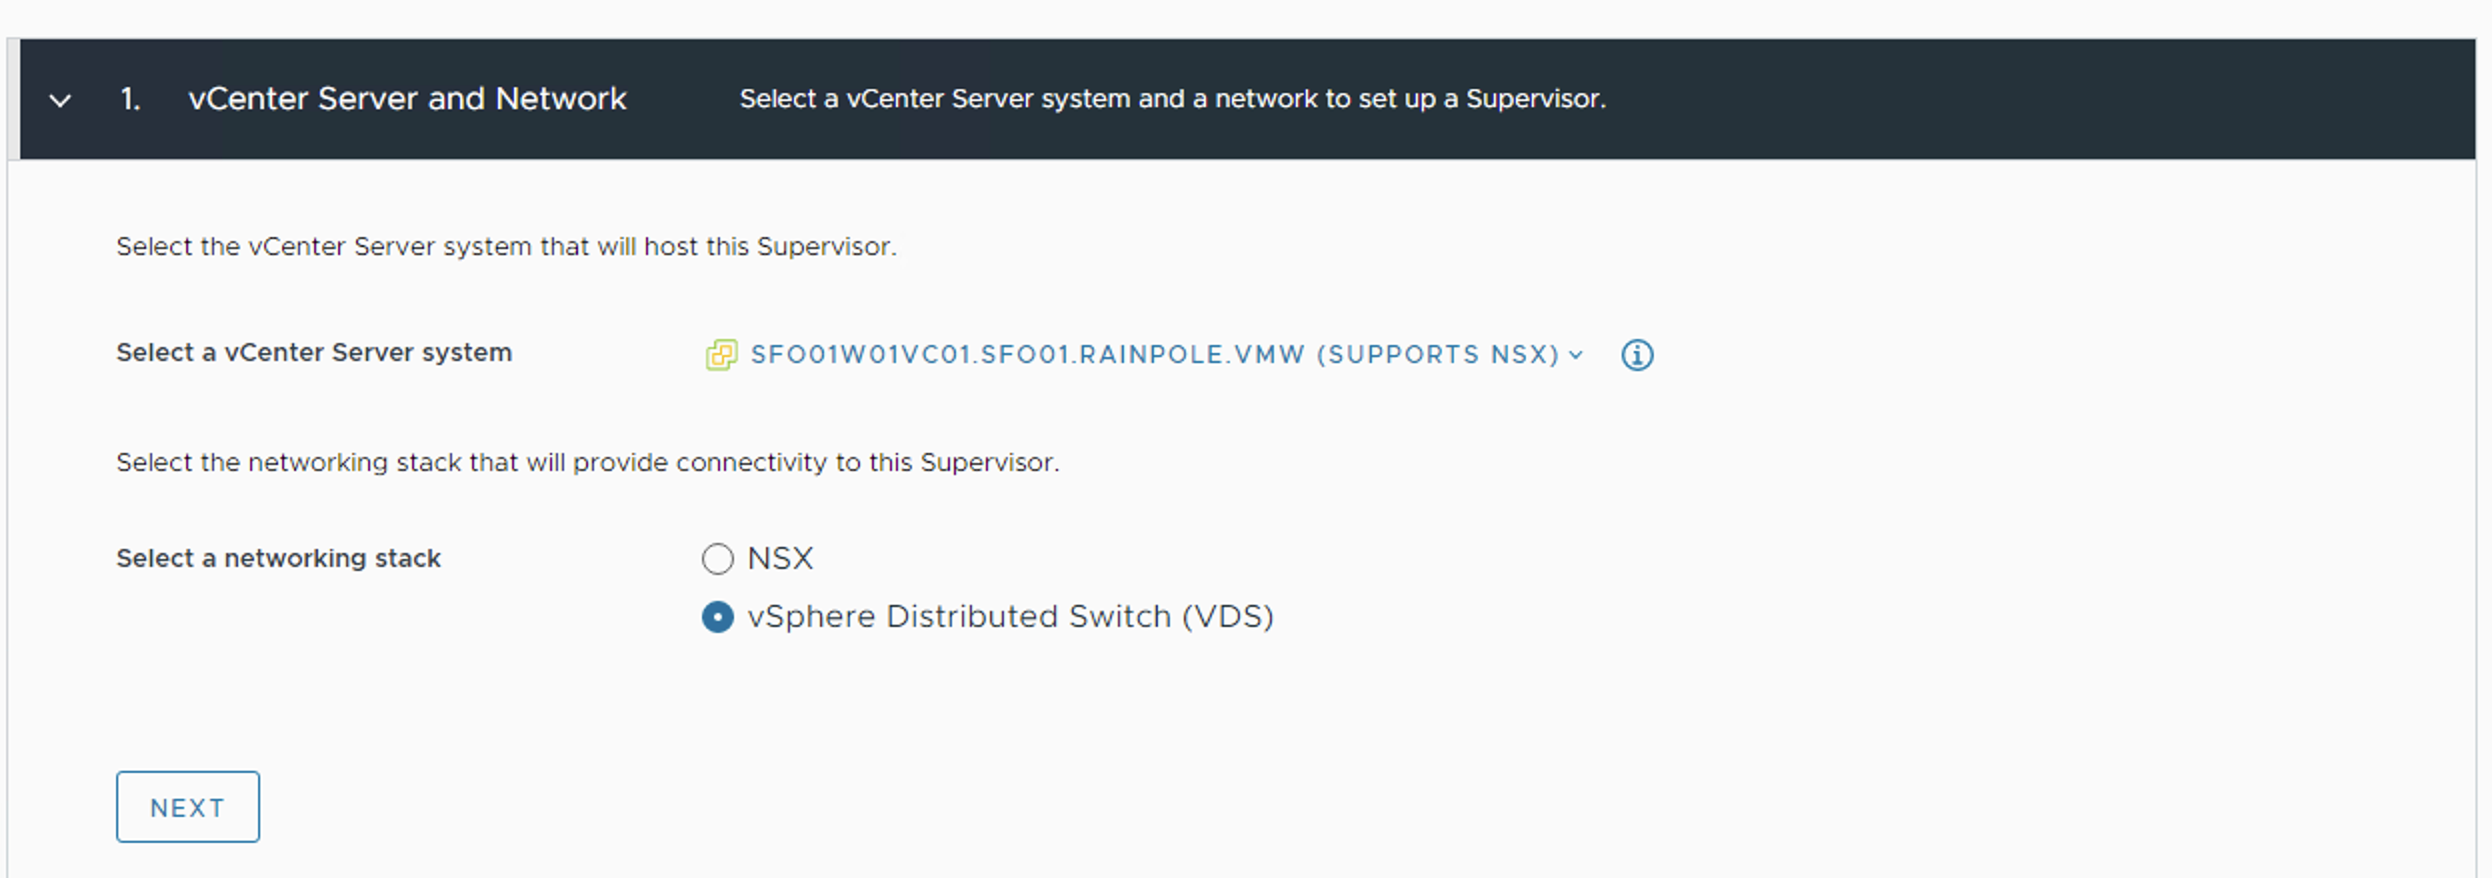 1. vCenter Server and Network Select a vCenter Server system and a network to set up a Supervisor.
Select the vCenter Server system that will host this Supervisor.
Select a vCenter Server system SFO01W01VC01.SFO01.RAINPOLE.VMW (SUPPORTS NSX)
Select the networking stack that will provide connectivity to this Supervisor.
Select a networking stack NSX
vSphere Distributed Switch (VDS)
NEXT